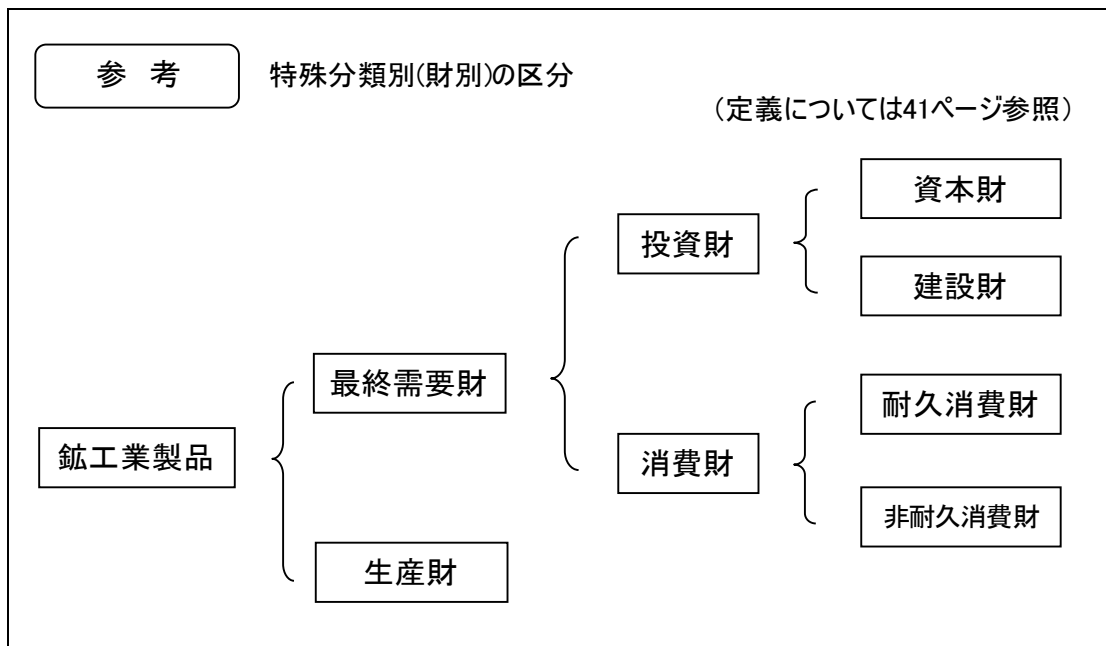 参 考
特殊分類別(財別)の区分
(定義については41ページ参照)
資本財
投資財
建設財
最終需要財
耐久消費財
鉱工業製品
消費財
非耐久消費財
生産財